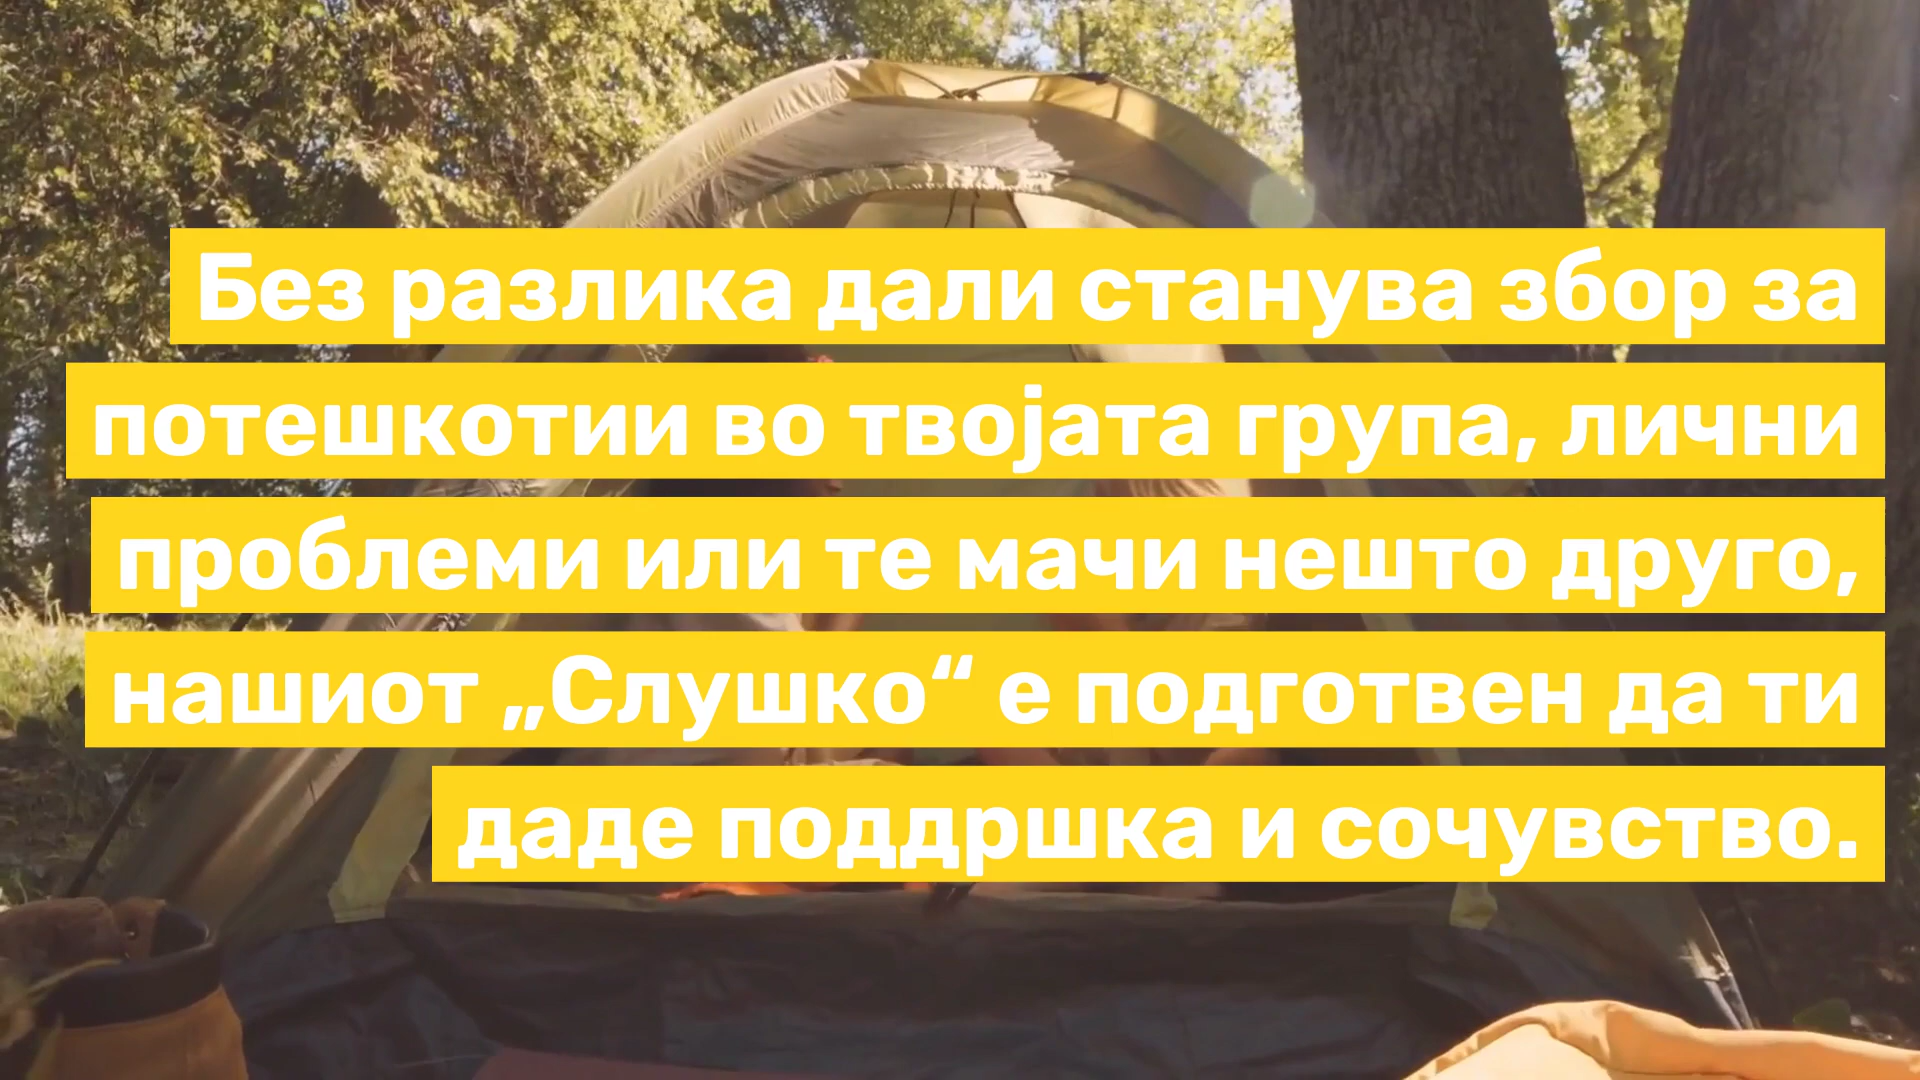 Без разлика дали станува збор за
потешкотии во твојата група, лични
проблеми или те мачи нешто друго,
нашиот „Слушко“ е подготвен да ти
даде поддршка и сочувство.